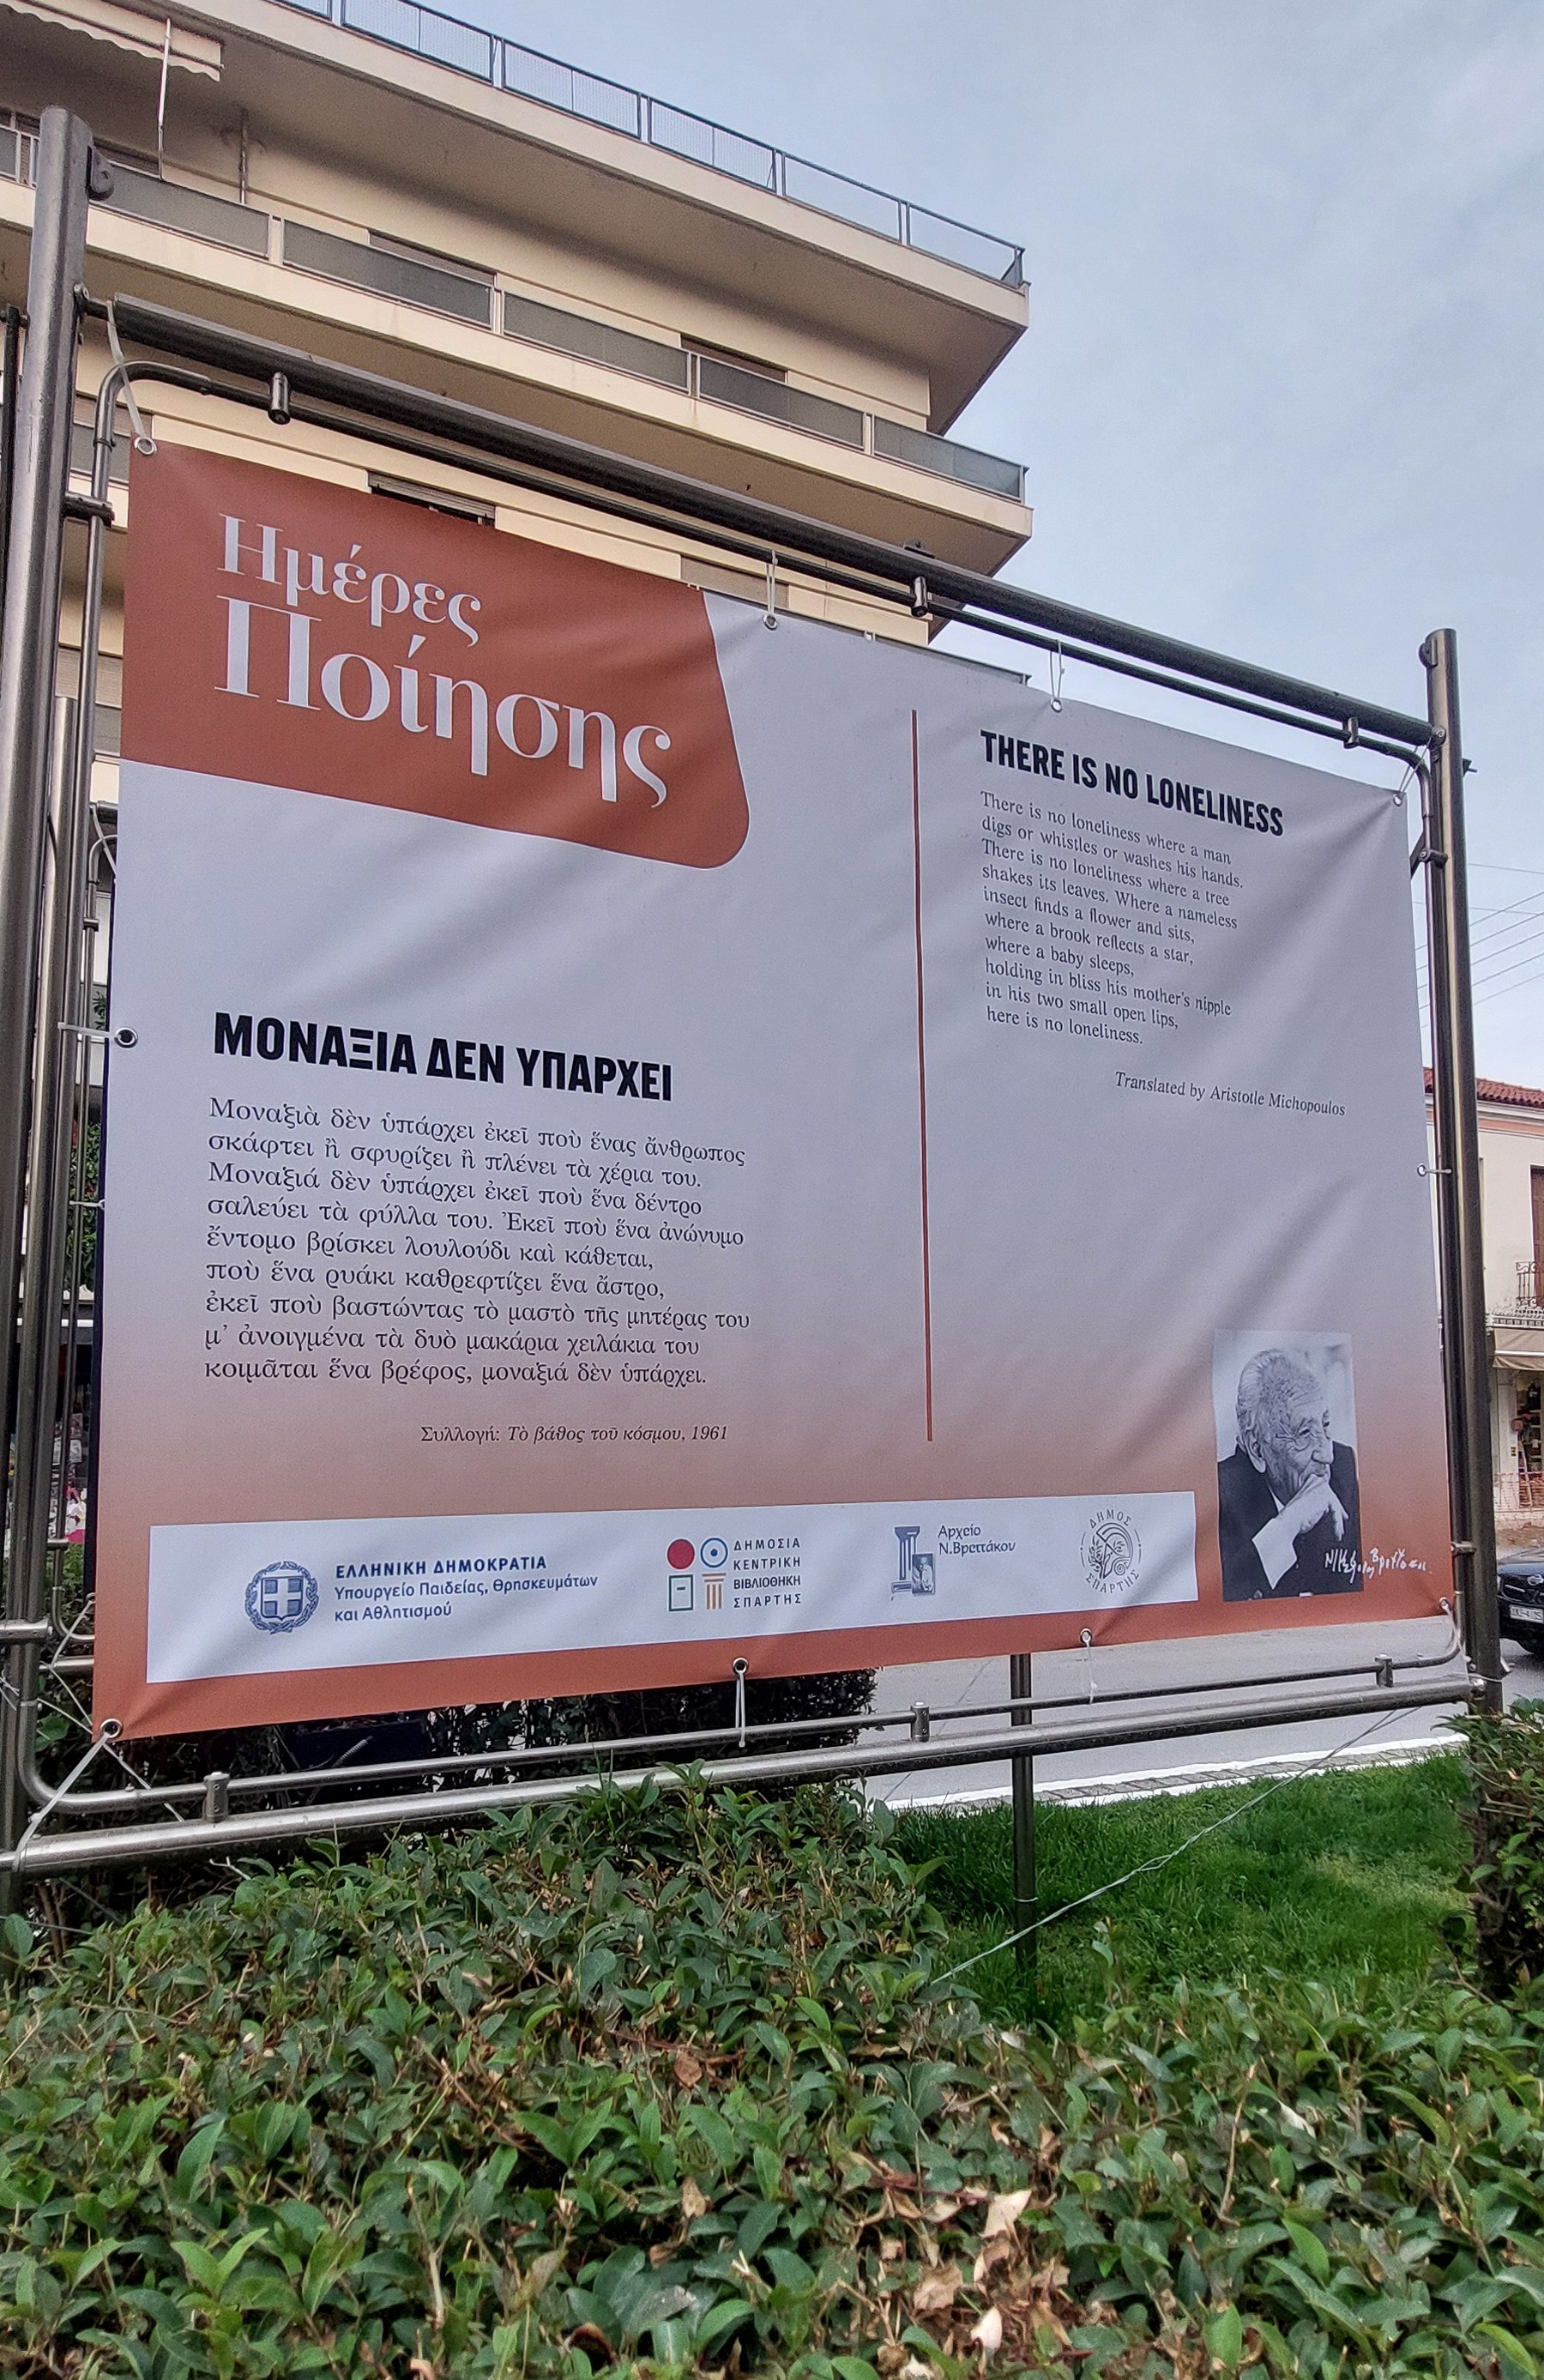 Ημέρες
Ποίησης
ΜΟΝΑΞΙΑ ΔΕΝ ΥΠΑΡΧΕΙ
Μοναξιὰ δὲν ὑπάρχει ἐκεῖ ποὺ ἕνας ἄνθρωπος
σκάφτει ἢ σφυρίζει ἢ πλένει τὰ χέρια του.
Μοναξιά δὲν ὑπάρχει ἐκεῖ ποὺ ἕνα δέντρο
σαλεύει τὰ φύλλα του. Ἐκεῖ ποὺ ἕνα ἀνώνυμο
ἔντομο βρίσκει λουλούδι καὶ κάθεται,
ποὺ ἕνα ρυάκι καθρεφτίζει ἕνα ἄστρο,
ἐκεῖ ποὺ βαστώντας τὸ μαστὸ τῆς μητέρας του
μ᾿ ἀνοιγμένα τὰ δυὸ μακάρια χειλάκια του
κοιμᾶται ἕνα βρέφος, μοναξιά δὲν ὑπάρχει.
Συλλογή: Τὸ βάθος τοῦ κόσμου, 1961
THERE IS NO LONELINESS
There is no loneliness where a man
digs or whistles or washes his hands.
There is no loneliness where a tree
shakes its leaves. Where a nameless
insect finds a flower and sits,
where a brook reflects a star,
where a baby sleeps,
holding in bliss his mother's nipple
in his two small open lips,
here is no loneliness.
Translated by Aristotle Michopoulos
ΕΛΛΗΝΙΚΗ ΔΗΜΟΚΡΑΤΙΑ
Υπουργείο Παιδείας, Θρησκευμάτων
και Αθλητισμού
ΔΗΜΟΣΙΑ
ΚΕΝΤΡΙΚΗ
ΒΙΒΛΙΟΘΗΚΗ
ΣΠΑΡΤΗΣ
Αρχείο
Ν.Βρεττάκου
ΔΗΜΟΣ
ΣΠΑΡΤΗΣ